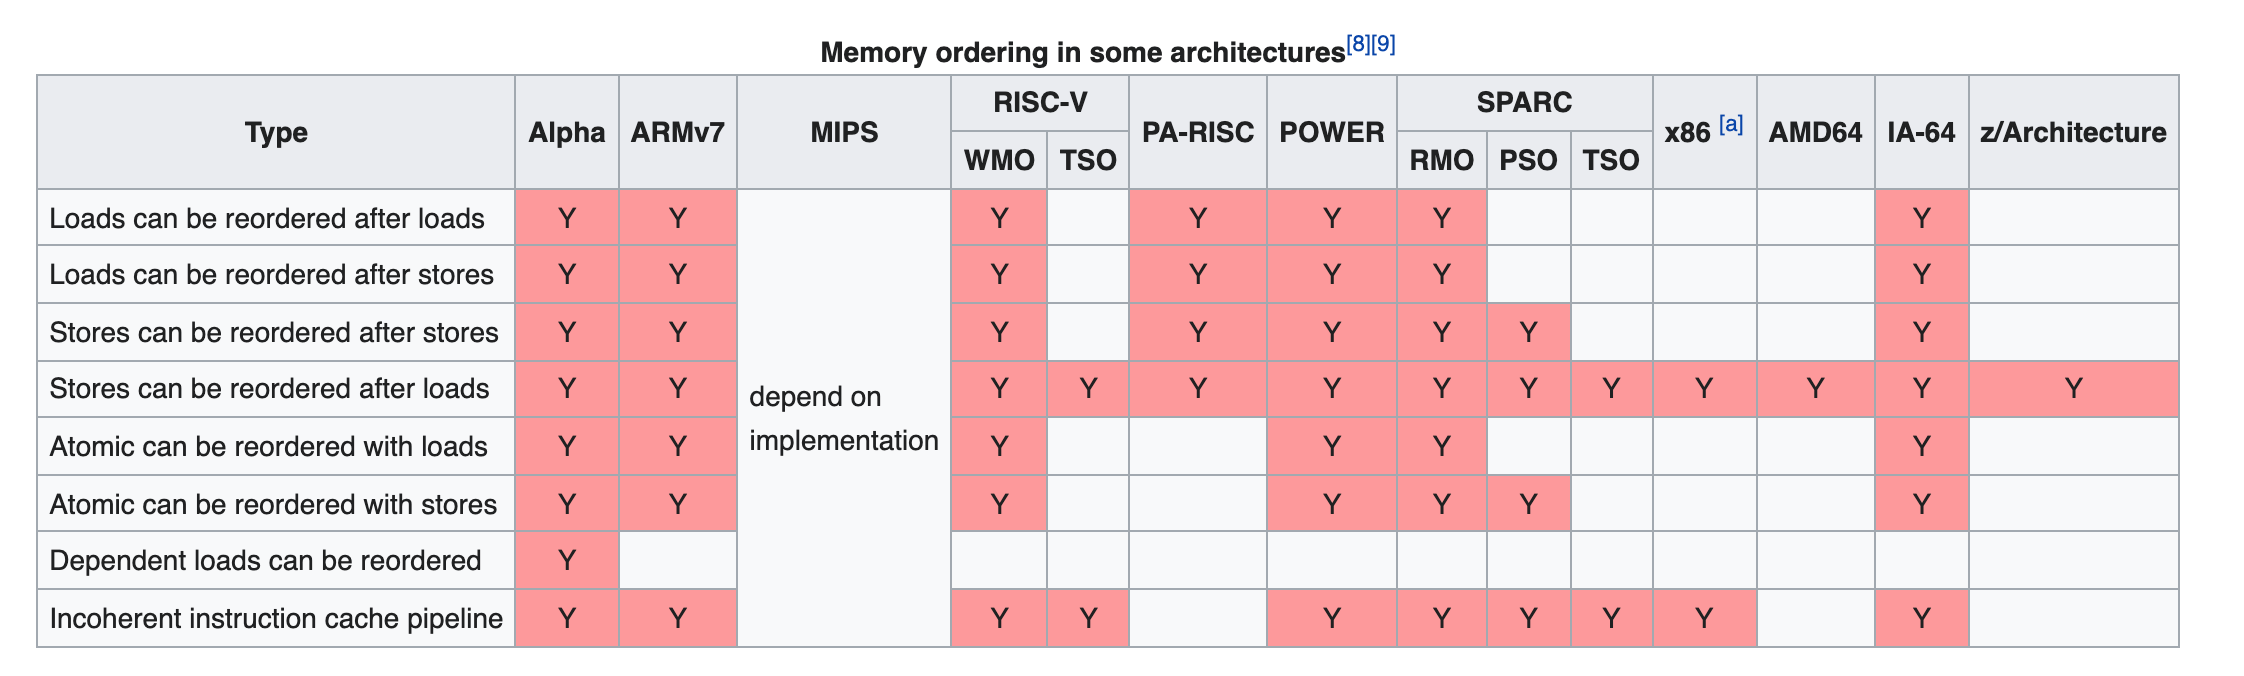 Memory ordering in some architectures[8][9]
Type Alpha ARMv7 MIPS RISC-V PA-RISC POWER SPARC x86 [a] AMD64 IA-64 z/Architecture
WMO TSO RMO PSO TSO
Loads can be reordered after loads Y Y Y Y Y Y Y
Loads can be reordered after stores Y Y Y Y Y Y Y
Stores can be reordered after stores Y Y Y Y Y Y Y Y
Stores can be reordered after loads Y Y Y Y Y Y Y Y Y Y Y Y Y
depend on
implementation
Atomic can be reordered with loads Y Y Y Y Y Y
Atomic can be reordered with stores Y Y Y Y Y Y Y
Dependent loads can be reordered Y
Incoherent instruction cache pipeline Y Y Y Y Y Y Y Y Y Y